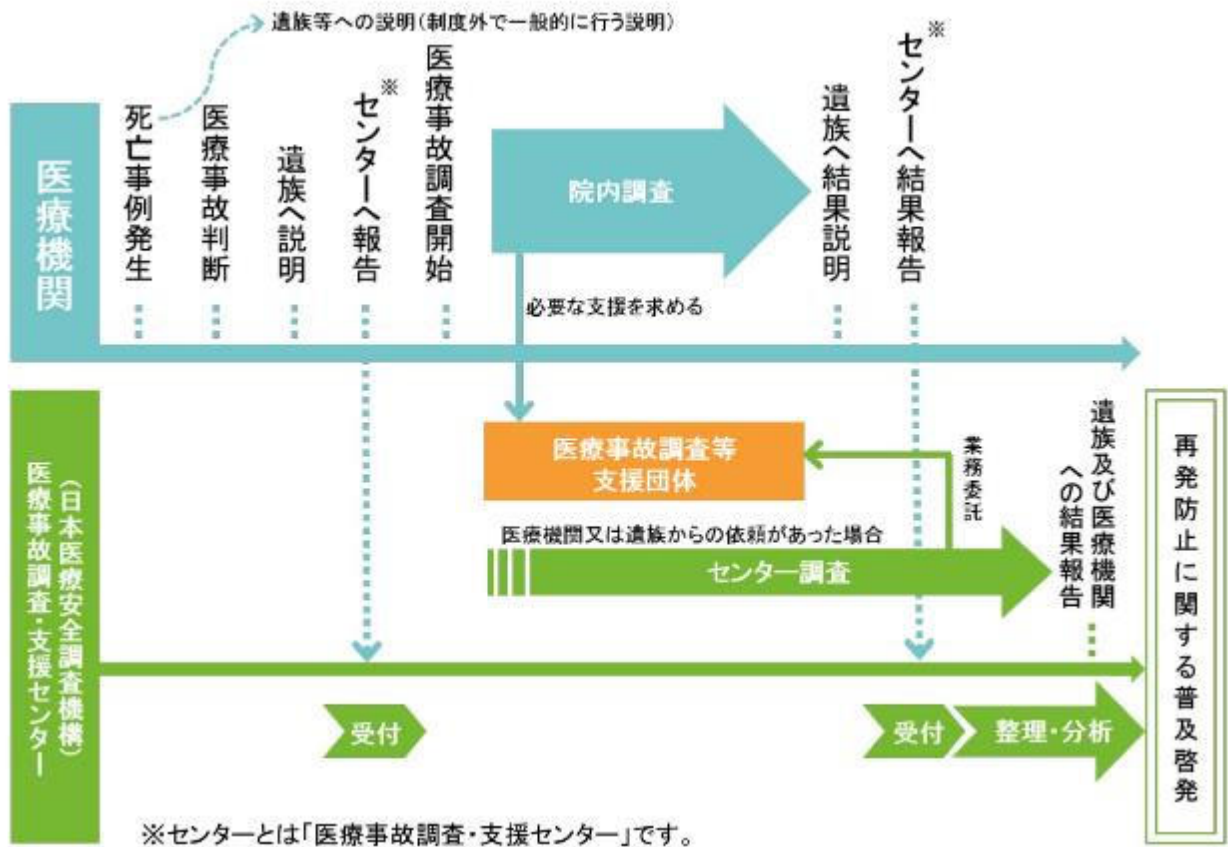 遺族等への説明(制度外で一般的に行う説明)
医療機関
死亡事例発生
医療事故判断
遺族へ説明
センターへ報告
※
医療事故調査開始
院内調査
遺族へ結果説明
センターへ結果報告
※
必要な支援を求める
医療事故調査等
支援団体
業務委託
医療機関又は遺族からの依頼があった場合
センター調査
遺族及び医療機関
への結果報告
再発防止に関する普及啓発
(日本医療安全調査機構)
医療事故調査・支援センター
受付
受付
整理・分析
※センターとは「医療事故調査・支援センター」です。